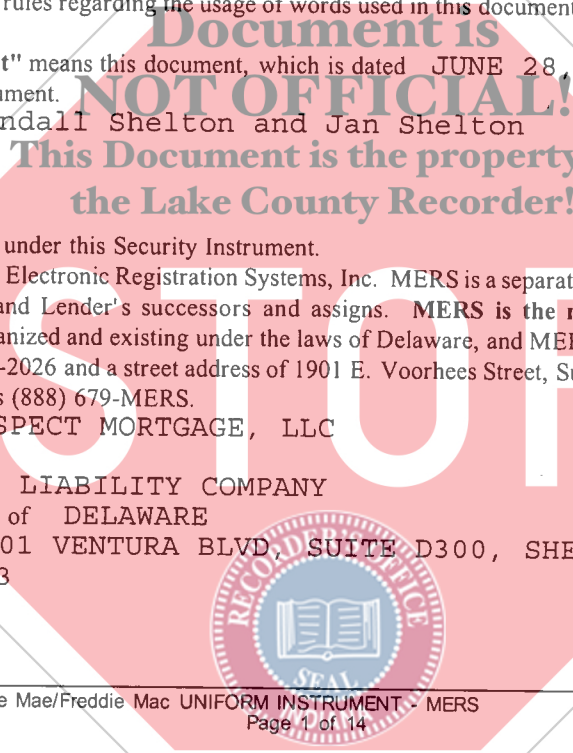 rules regarding the usage of words used in this document
Document is
t" means this document, which is dated JUNE 28,
ument.
NOT OFFICIAL!
ndall Shelton and Jan Shelton
This Document is the property
the Lake County Recorder!
under this Security Instrument.
Electronic Registration Systems, Inc. MERS is a separat
and Lender's successors and assigns. MERS is the
anized and existing under the laws of Delaware, and MER
-2026 and a street address of 1901 E. Voorhees Street, Su
s (888) 679-MERS.
SPECT MORTGAGE, LLC
STOP
LIABILITY COMPANY
of DELAWARE
01 VENTURA BLVD, SUITE D300, SHE
3
RECORDER'S OFFICE
SEAL
INDIANA
e Mae/Freddie Mac UNIFORM INSTRUMENT - MERS
Page 1 of 14